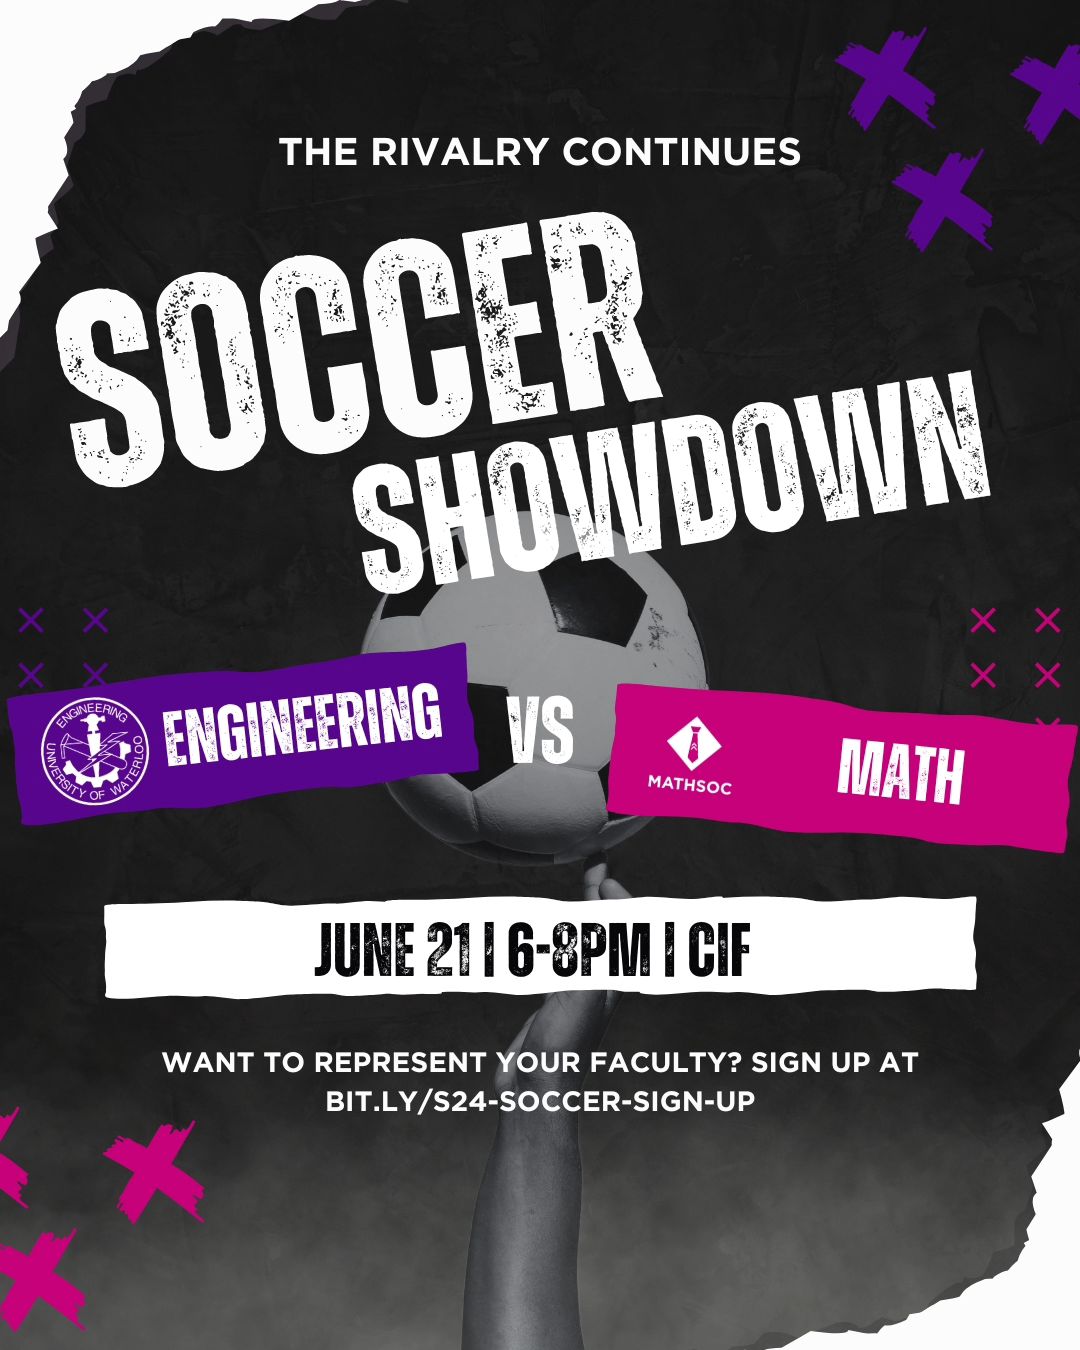 THE RIVALRY CONTINUES
SOCCER
SHOWDOWN
ENGINEERING
UNIVERSITY OF WATERLOO
ENGINEERING
VS
MATHSOC
MATH
JUNE 21 | 6-8PM | CIF
WANT TO REPRESENT YOUR FACULTY? SIGN UP AT
BIT.LY/S24-SOCCER-SIGN-UP